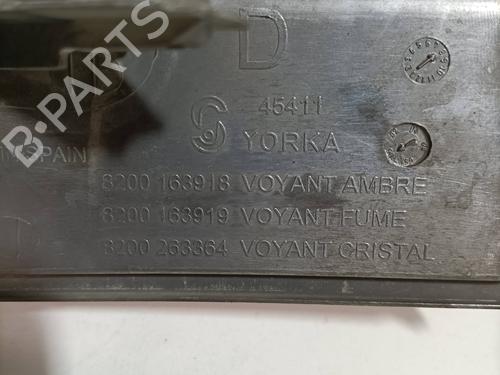 B-PARTS
D
45411
YORKA
SPAIN
8200 163918 VOYANT AMBRE
8200 163919 VOYANT FUME
8200 263364 VOYANT CRISTAL